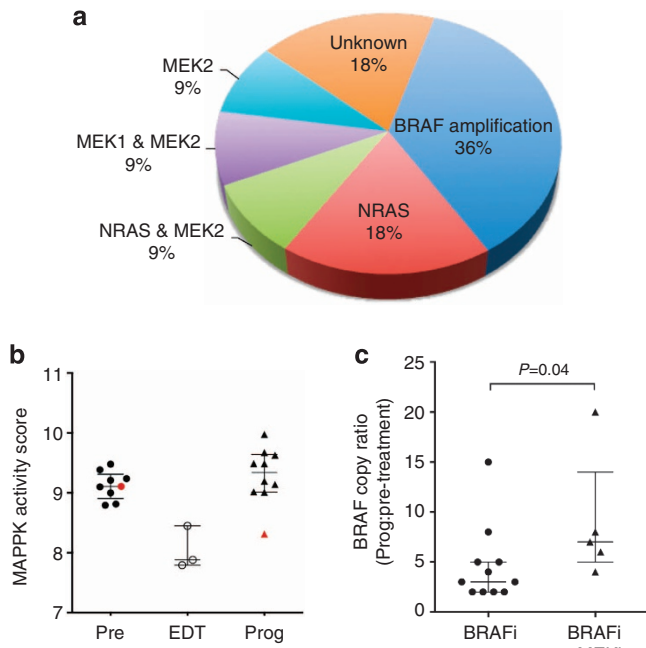 a
Unknown
18%
MEK2
9%
BRAF amplification
36%
MEK1 & MEK2
9%
NRAS
18%
NRAS & MEK2
9%
b
MAPPK activity score
11
10
9
8
7
Pre EDT Prog
c
BRAF copy ratio
(Prog:pre-treatment)
25
20
15
10
5
0
P=0.04
BRAFi BRAFi